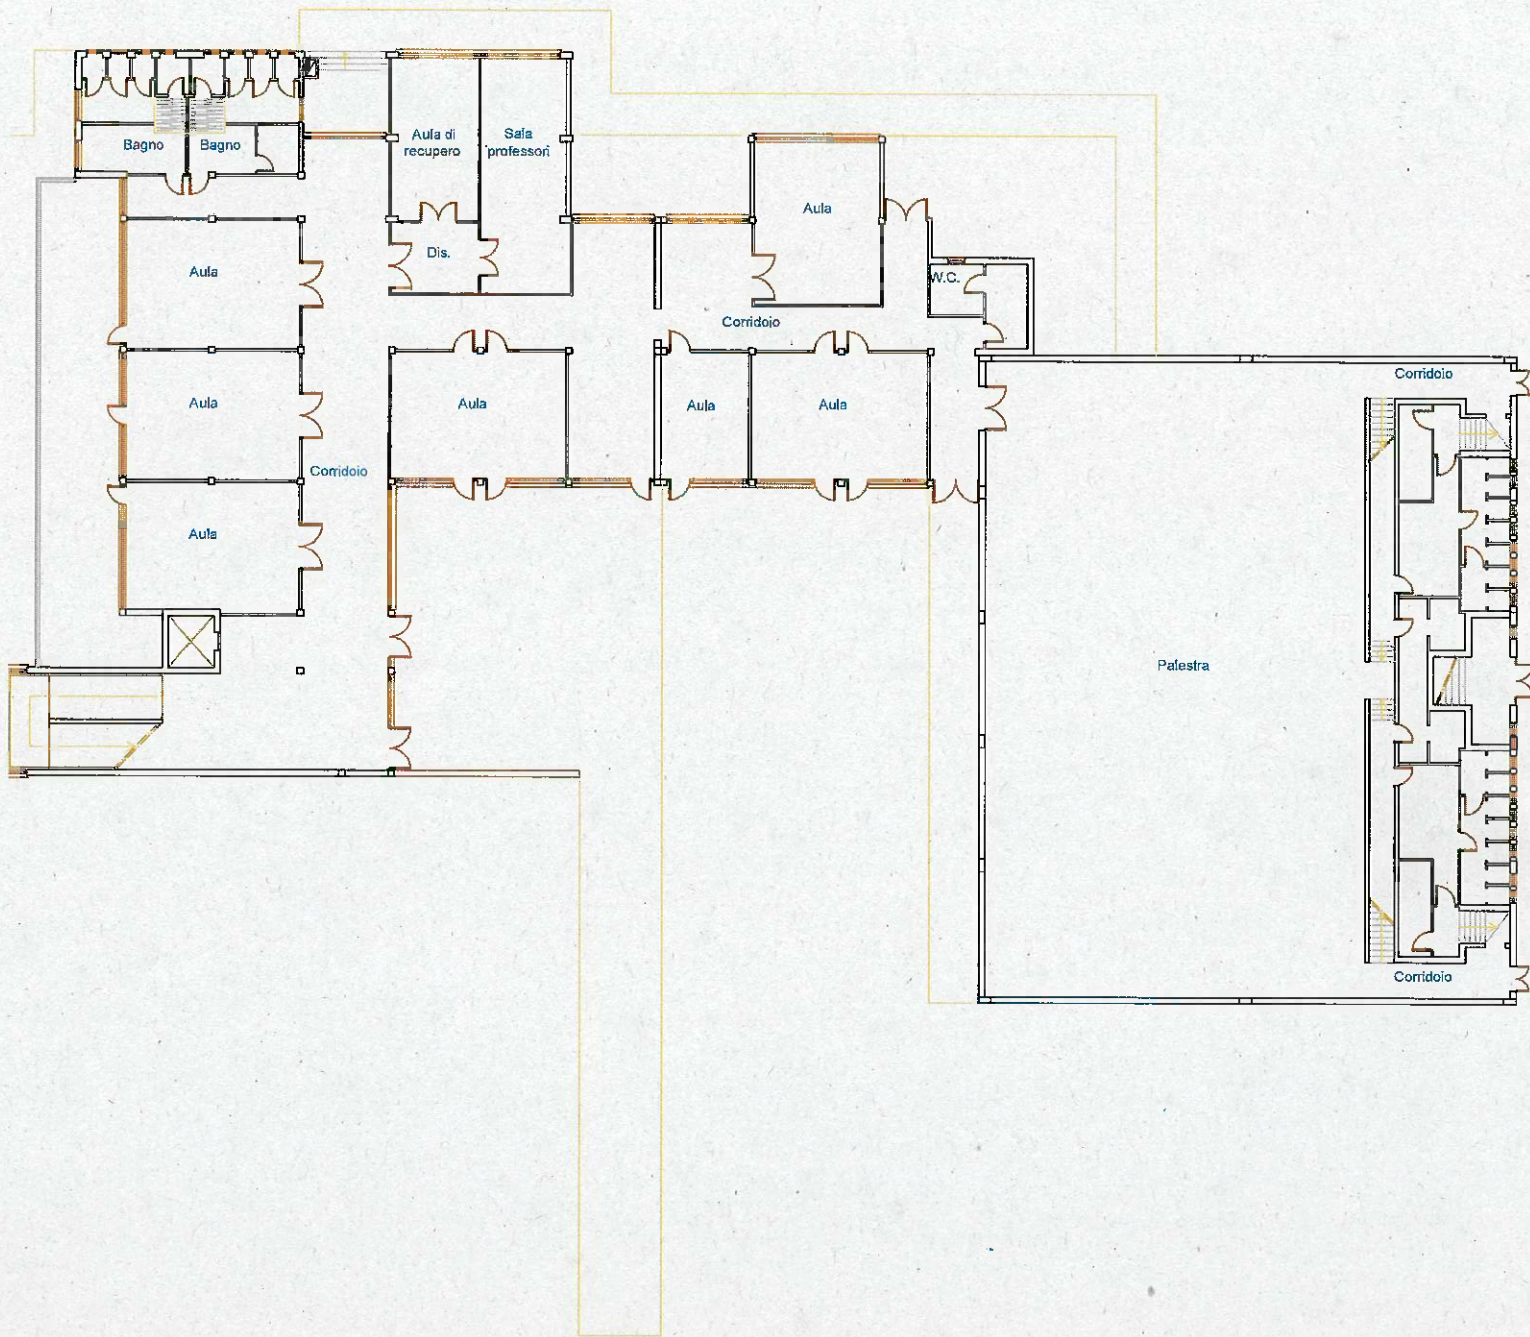 Aula di
recupero
Sala
professori
Bagno
Bagno
Aula
Dis.
Aula
W.C.
Corridoio
Corridoio
Aula
Aula
Aula
Aula
Corridoio
Aula
Palestra
Corridoio